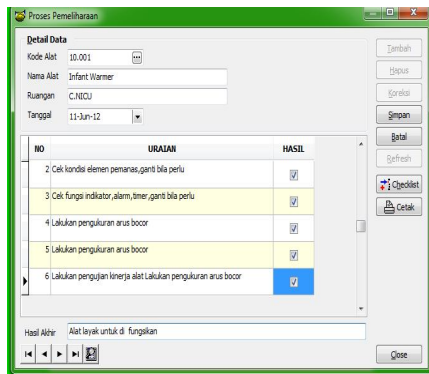 Proses Pemeliharaan
Detail Data
Kode Alat 10.001
Nama Alat Infant Warmer
Ruangan C.NICU
Tanggal 11-Jun-12
Tambah
Hapus
Koreksi
Simpan
Batal
Refresh
Checklist
Cetak
NO URAIAN HASIL
2 Cek kondisi elemen pemanas,ganti bila perlu
3 Cek fungsi indikator,alarm,timer,ganti bila perlu
4 Lakukan pengukuran arus bocor
5 Lakukan pengukuran arus bocor
6 Lakukan pengujian kinerja alat Lakukan pengukuran arus bocor
Hasil Akhir Alat layak untuk di fungsikan
Close